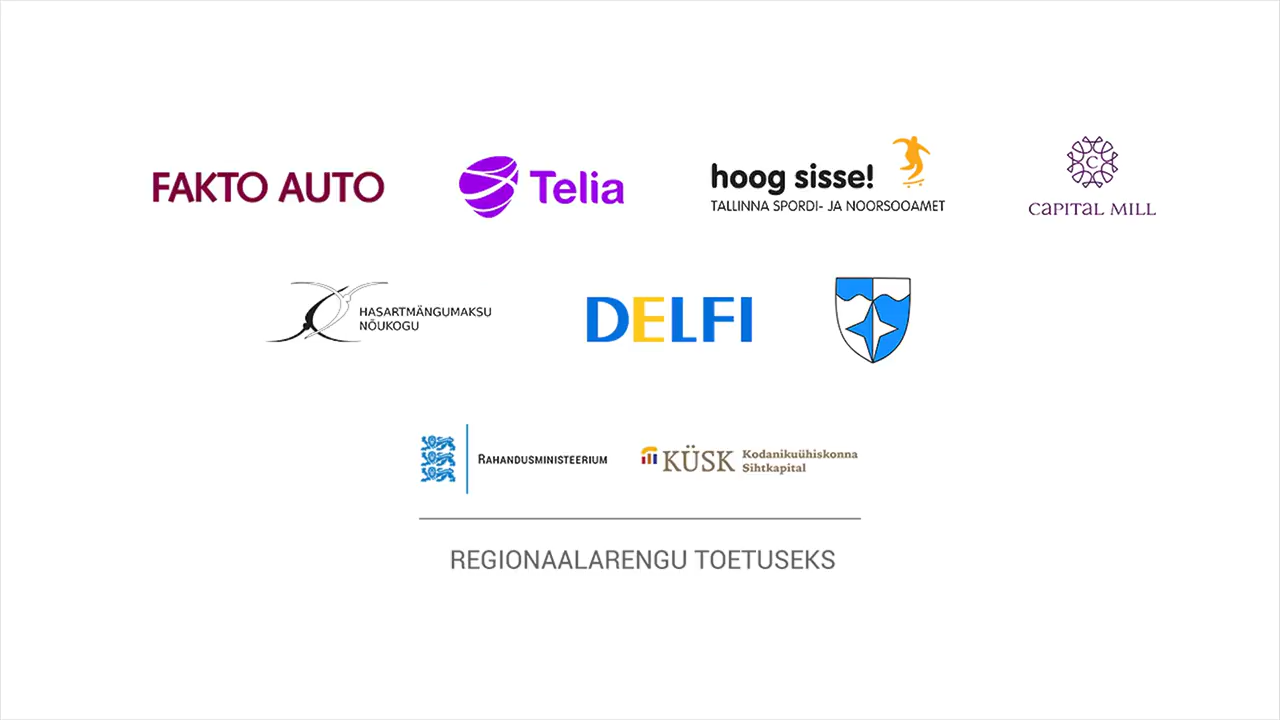 FAKTO AUTO
Telia
hoog sisse!
TALLINNA SPORDI- JA NOORSOOAMET
C
CAPITAL MILL
HASARTMÄNGUMAKSU
NÕUKOGU
DELFI
RAHANDUSMINISTEERIUM
KÜSK
Kodanikuühiskonna
Sihtkapital
REGIONAALARENGU TOETUSEKS